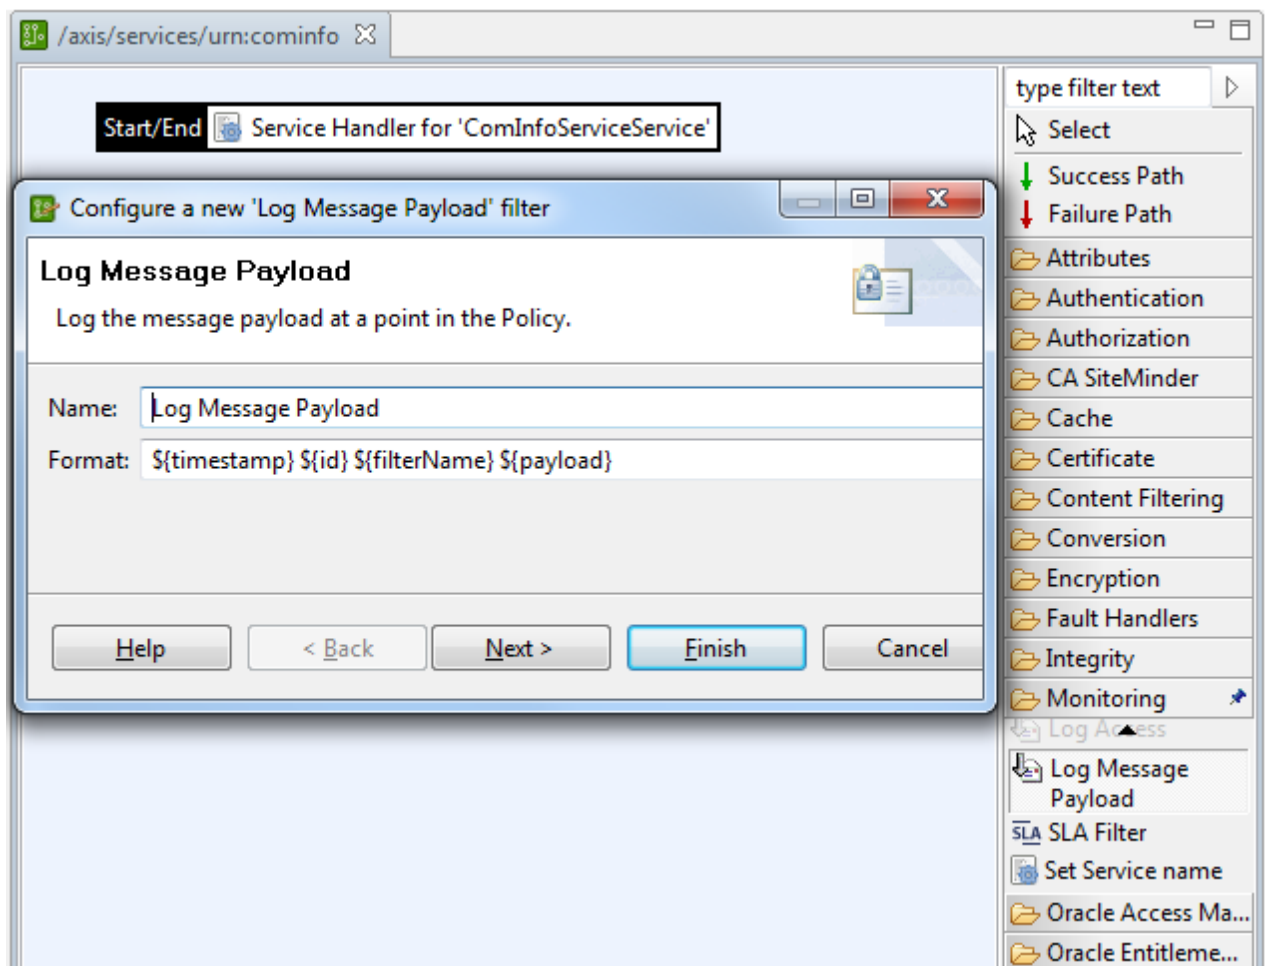 /axis/services/urn:cominfo
Start/End Service Handler for 'ComInfoServiceService'
Configure a new 'Log Message Payload' filter
Log Message Payload
Log the message payload at a point in the Policy.
Name: Log Message Payload
Format: ${timestamp} ${id} ${filterName} ${payload}
Help < Back Next > Finish Cancel
type filter text
Select
Success Path
Failure Path
Attributes
Authentication
Authorization
CA SiteMinder
Cache
Certificate
Content Filtering
Conversion
Encryption
Fault Handlers
Integrity
Monitoring
Log Access
Log Message
Payload
SLA SLA Filter
Set Service name
Oracle Access Ma...
Oracle Entitleme...